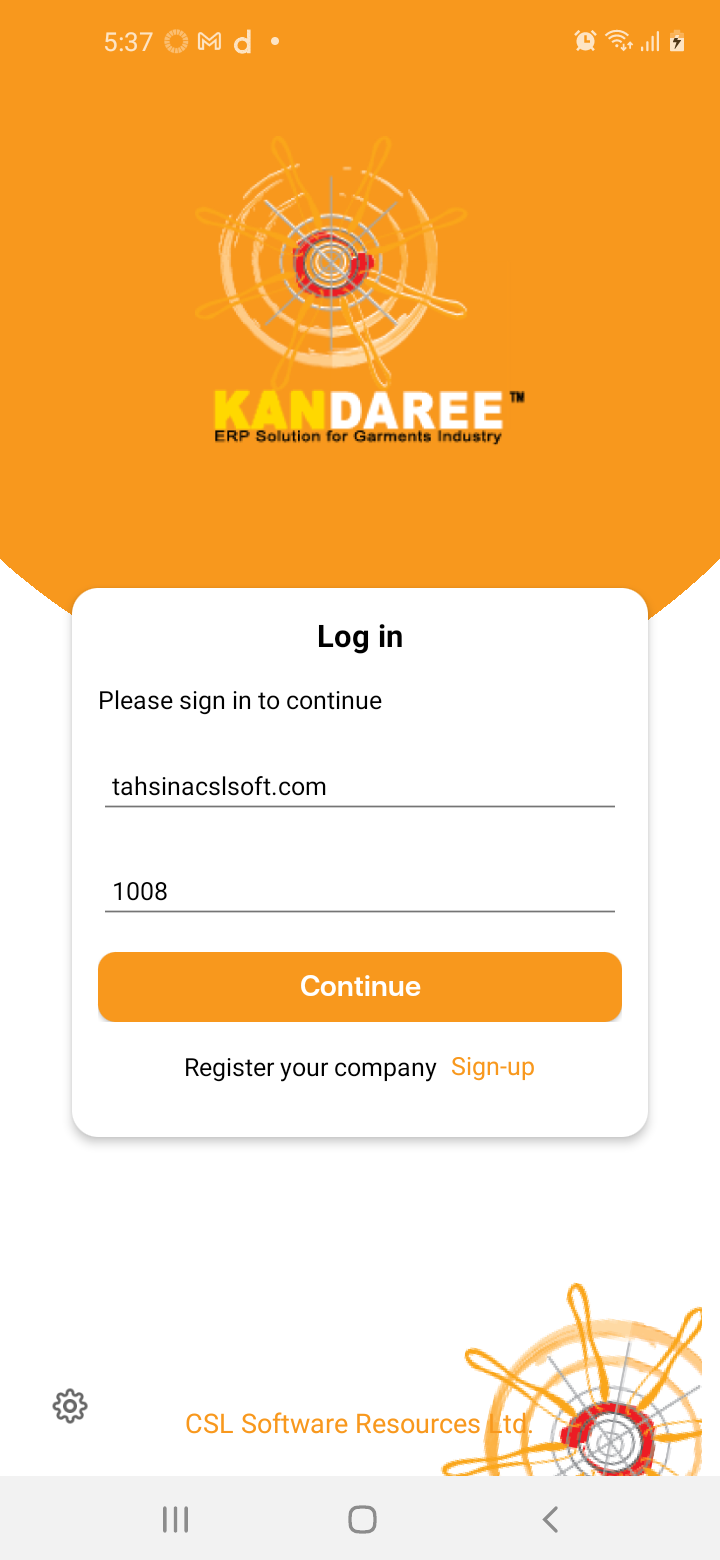 5:37
KANDAREE™
ERP Solution for Garments Industry
Log in
Please sign in to continue
tahsinacslsoft.com
1008
Continue
Register your company Sign-up
CSL Software Resources Ltd.